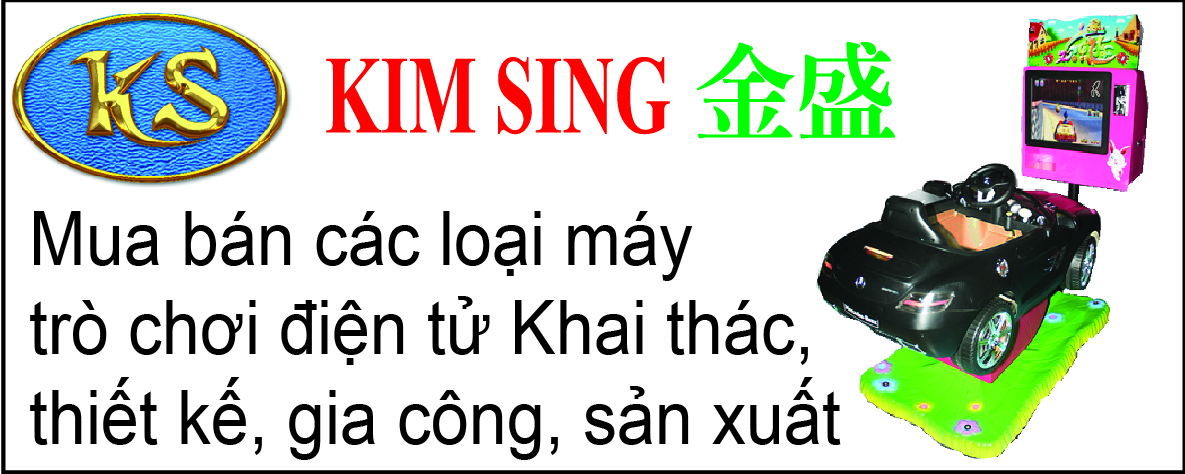 KS
KIM SING 金盛
Mua bán các loại máy
trò chơi điện tử Khai thác,
thiết kế, gia công, sản xuất